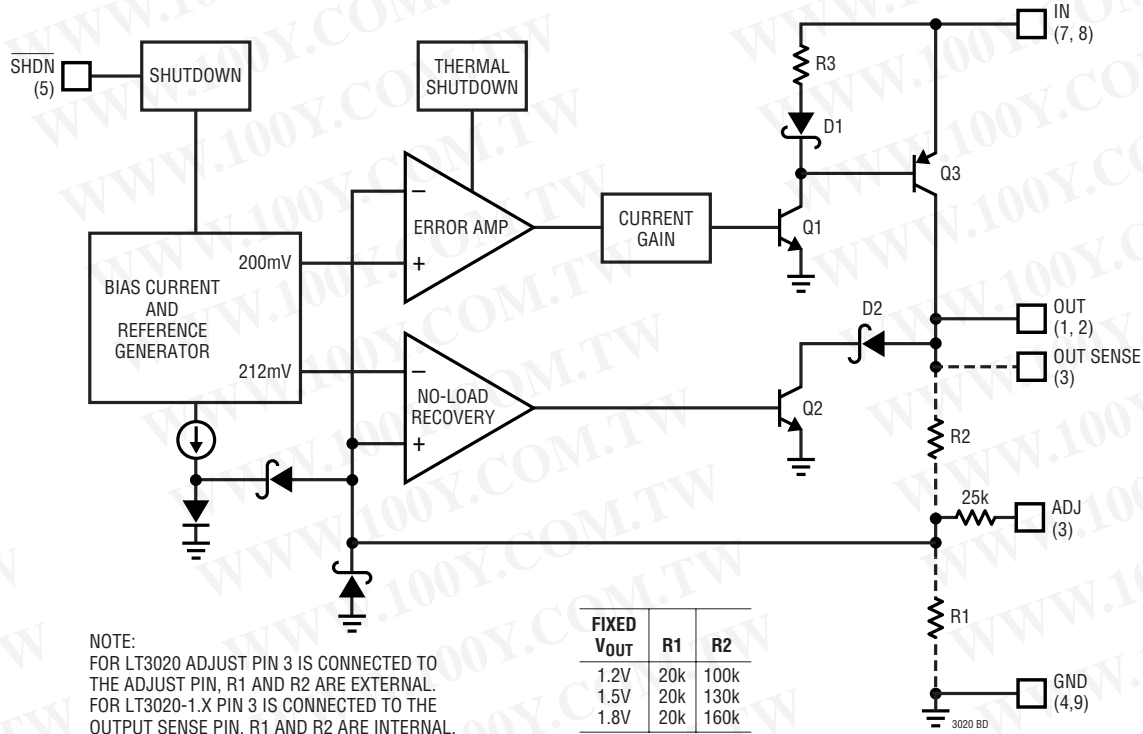 IN
(7, 8)
SHDN
(5)
SHUTDOWN
THERMAL
SHUTDOWN
R3
D1
Q3
ERROR AMP
–
+
CURRENT
GAIN
Q1
200mV
BIAS CURRENT
AND
REFERENCE
GENERATOR
212mV
NO-LOAD
RECOVERY
–
+
D2
Q2
OUT
(1, 2)
OUT SENSE
(3)
R2
25k
ADJ
(3)
R1
GND
(4,9)
3020 BD
NOTE:
FOR LT3020 ADJUST PIN 3 IS CONNECTED TO
THE ADJUST PIN, R1 AND R2 ARE EXTERNAL.
FOR LT3020-1.X PIN 3 IS CONNECTED TO THE
OUTPUT SENSE PIN, R1 AND R2 ARE INTERNAL.
FIXED
VOUT R1 R2
1.2V 20k 100k
1.5V 20k 130k
1.8V 20k 160k
WWW.100Y.COM.TW